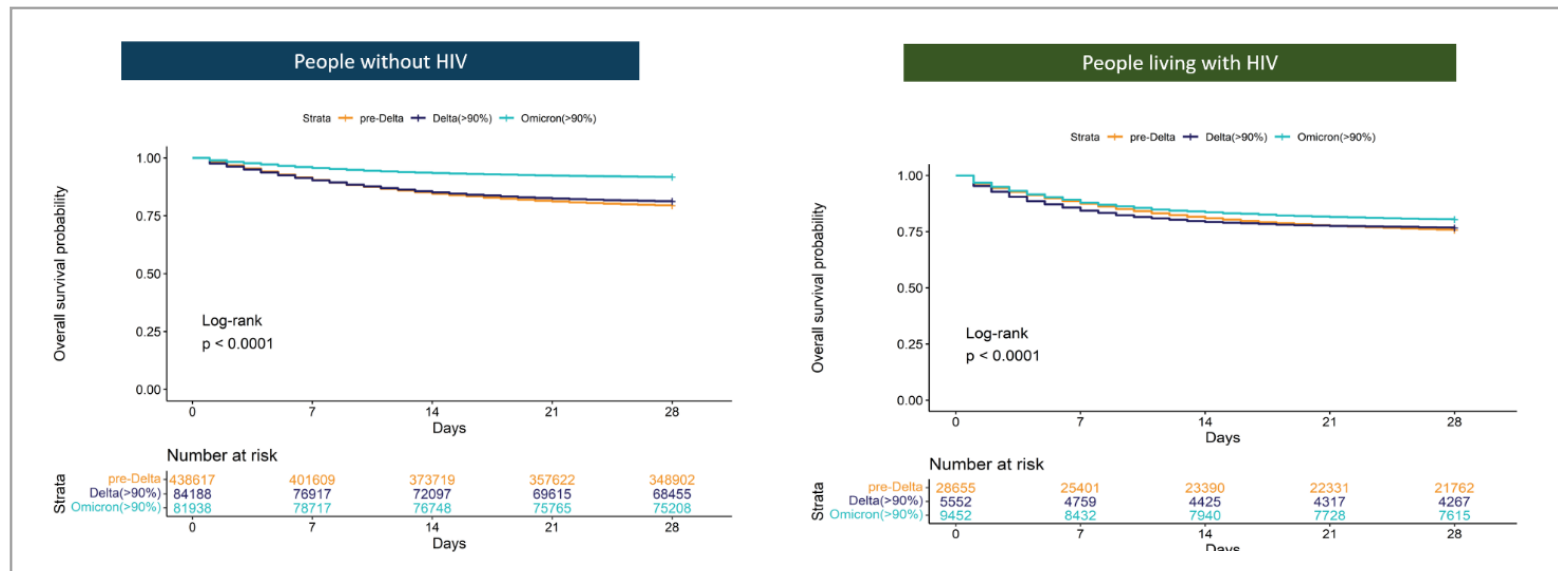 People without HIV
Strata pre-Delta Delta(>90%) Omicron(>90%)
Overall survival probability
1.00
0.75
0.50
0.25
0.00
Log-rank
p < 0.0001
0 7 14 21 28
Days
Number at risk
Strata
pre-Delta 438617 401609 373719 357622 348902
Delta(>90%) 84188 76917 72097 69615 68455
Omicron(>90%) 81938 78717 76748 75765 75208
0 7 14 21 28
Days
People living with HIV
Strata pre-Delta Delta(>90%) Omicron(>90%)
Overall survival probability
1.00
0.75
0.50
0.25
0.00
Log-rank
p < 0.0001
0 7 14 21 28
Days
Number at risk
Strata
pre-Delta 28655 25401 23390 22331 21762
Delta(>90%) 5552 4759 4425 4317 4267
Omicron(>90%) 9452 8432 7940 7728 7615
0 7 14 21 28
Days